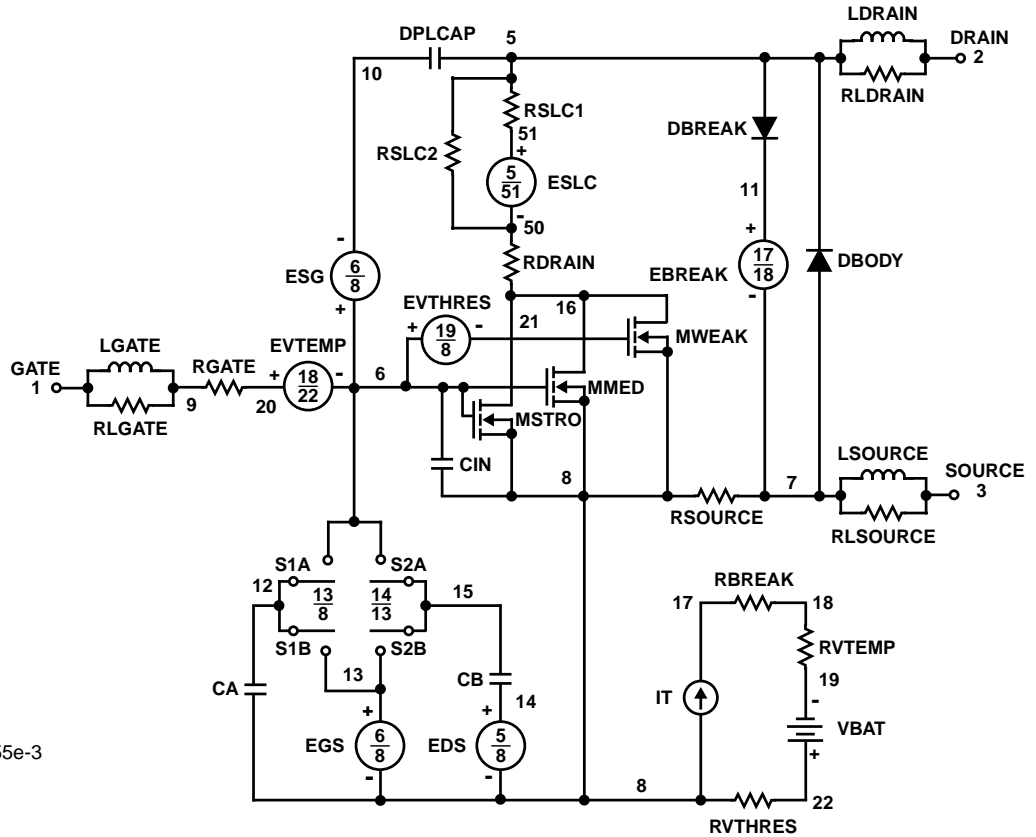 LDRAIN
DPLCAP 5 DRAIN
2
10
RLDRAIN
RSLC1
51
DBREAK
+
RSLC2
5
51
ESLC
11
-
50
+
-
17
18
6
8
RDRAIN
EBREAK
DBODY
ESG
-
+
EVTHRES
16
21
+
19
8
-
MWEAK
LGATE
EVTEMP
GATE
1
RGATE
+
18
22
-
6
MMED
9
20
MSTRO
RLGATE
LSOURCE
CIN
8
7
SOURCE
3
RSOURCE
RLSOURCE
S1A
S2A
12
13
8
14
13
15
RBREAK
17
18
S1B
S2B
RVTEMP
13
CB
19
CA
14
IT
-
+
+
VBAT
EGS
6
8
EDS
5
8
+
-
-
8
22
RVTHRES
55e-3